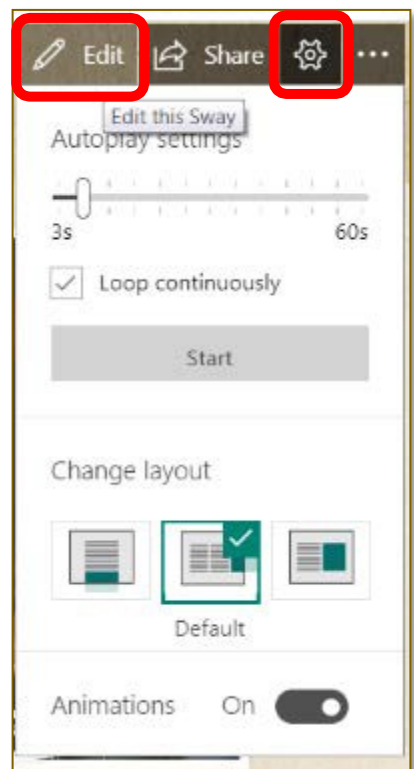 Edit Share ...
Edit this Sway
Autoplay settings
3s 60s
Loop continuously
Start
Change layout
Default
Animations On